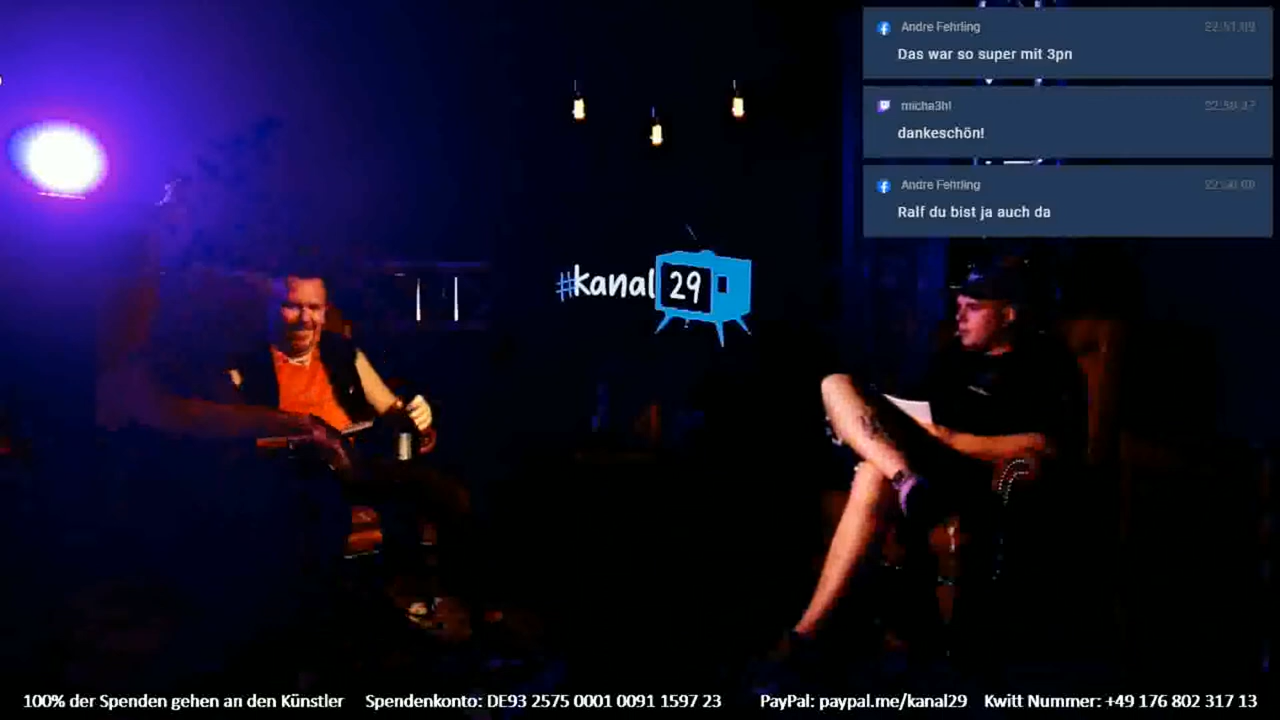 Andre Fehrling
Das war so super mit 3pn
micha3hl
dankeschön!
Andre Fehrling
Ralf du bist ja auch da
#kanal 29
100% der Spenden gehen an den Künstler Spendenkonto: DE93 2575 0001 0091 1597 23 PayPal: paypal.me/kanal29 Kwitt Nummer: +49 176 802 317 13